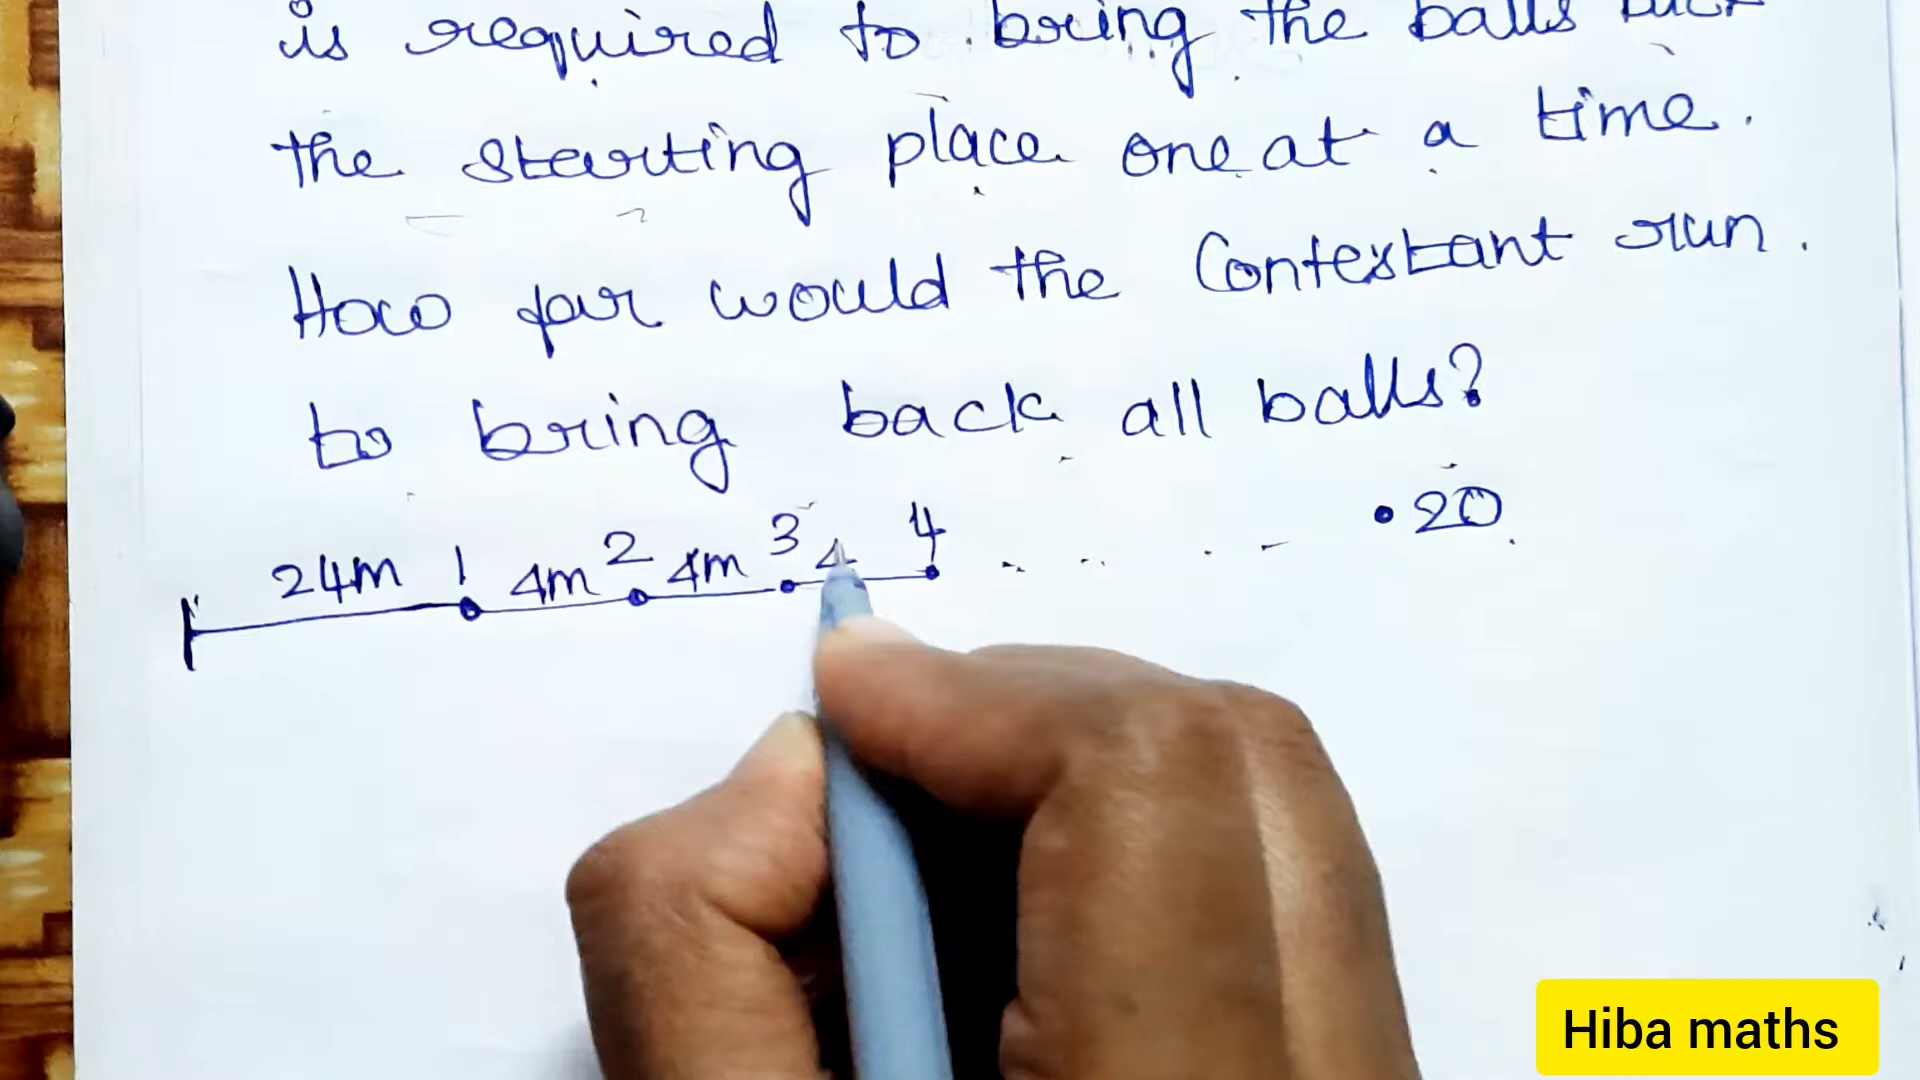 is required to bring the balls back
the starting place one at a time.
How far would the Contestant run.
to bring back all balls?
24m 1 4m 2 4m 3 4 4 . 20
Hiba maths